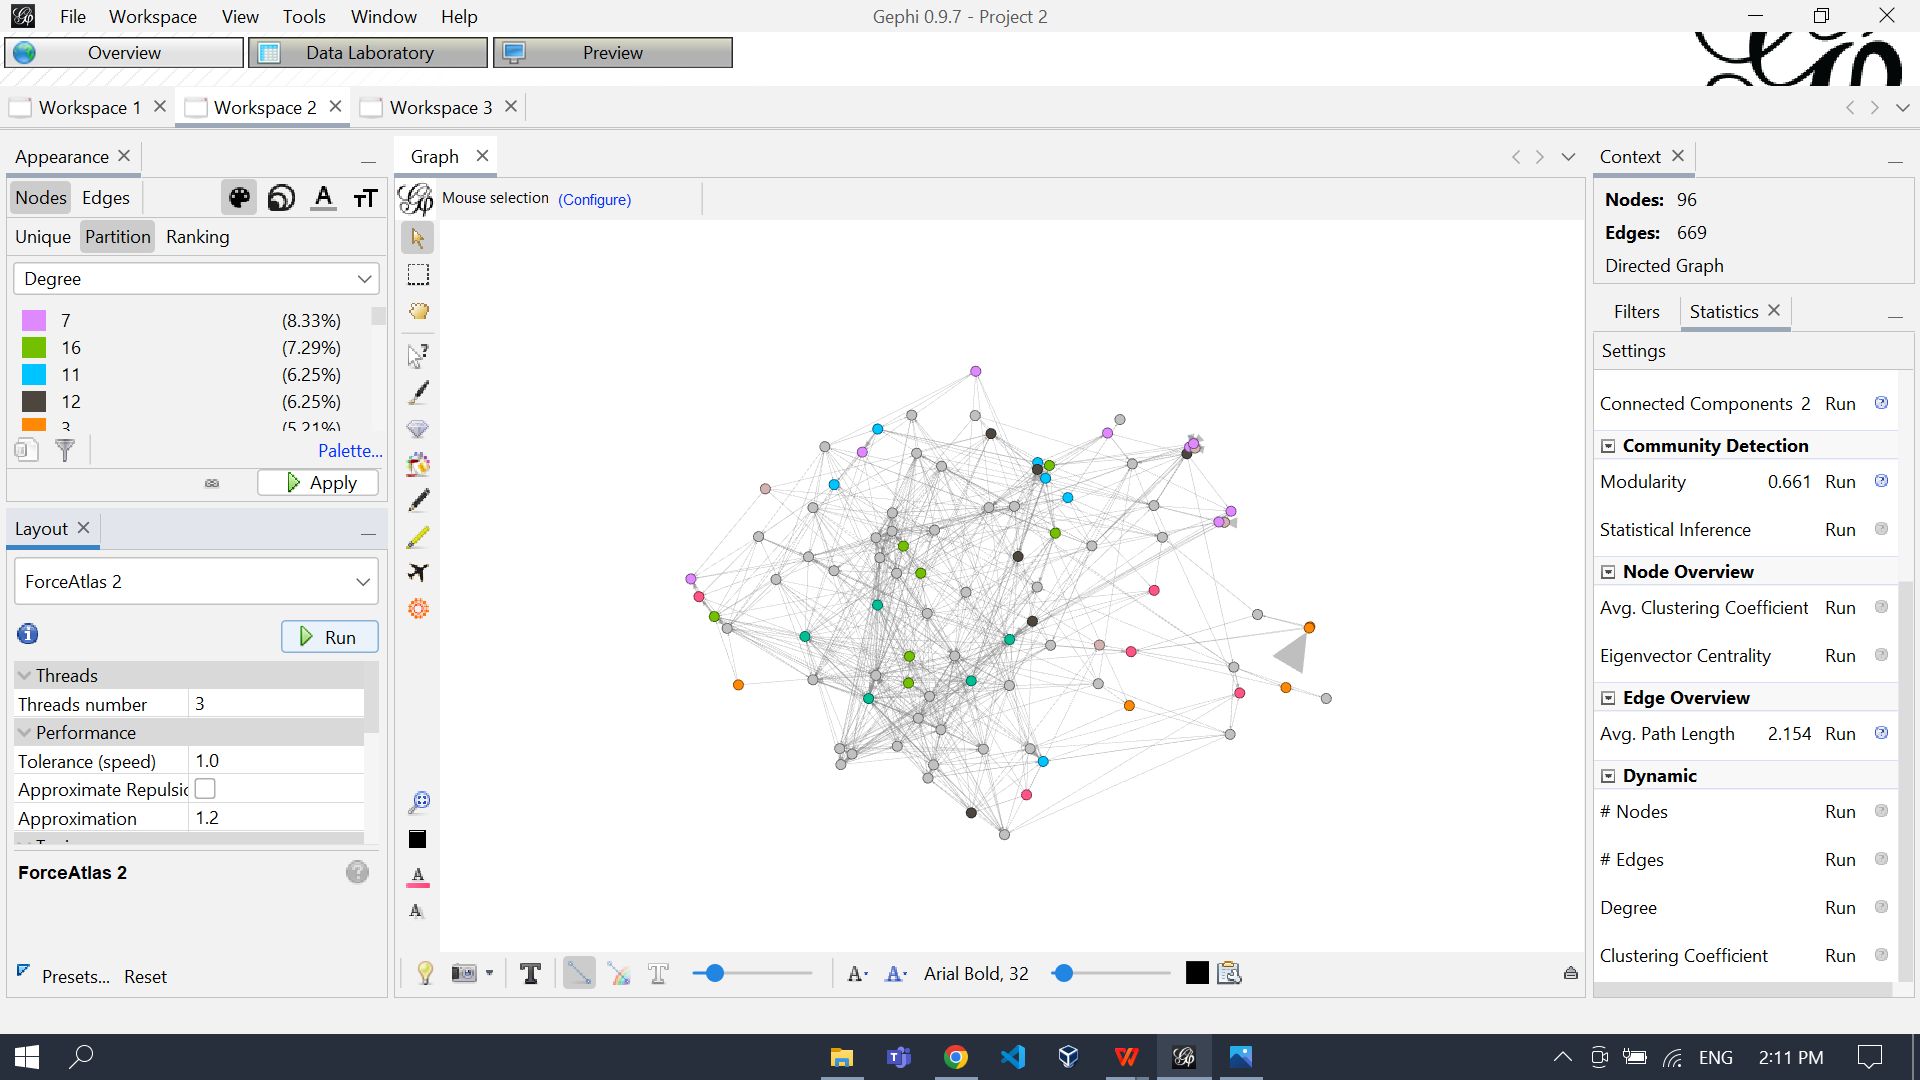 File Workspace View Tools Window Help
Gephi 0.9.7 - Project 2
Overview
Data Laboratory
Preview
Workspace 1
Workspace 2
Workspace 3
Appearance
Nodes Edges
Unique Partition Ranking
Degree
7 (8.33%)
16 (7.29%)
11 (6.25%)
12 (6.25%)
3 (5.21%)
Palette...
Apply
Layout
ForceAtlas 2
Run
Threads
Threads number 3
Performance
Tolerance (speed) 1.0
Approximate Repulsic
Approximation 1.2
ForceAtlas 2
Presets... Reset
Graph
Mouse selection (Configure)
Arial Bold, 32
Context
Nodes: 96
Edges: 669
Directed Graph
Filters Statistics
Settings
Connected Components 2 Run
Community Detection
Modularity 0.661 Run
Statistical Inference Run
Node Overview
Avg. Clustering Coefficient Run
Eigenvector Centrality Run
Edge Overview
Avg. Path Length 2.154 Run
Dynamic
# Nodes Run
# Edges Run
Degree Run
Clustering Coefficient Run
ENG 2:11 PM